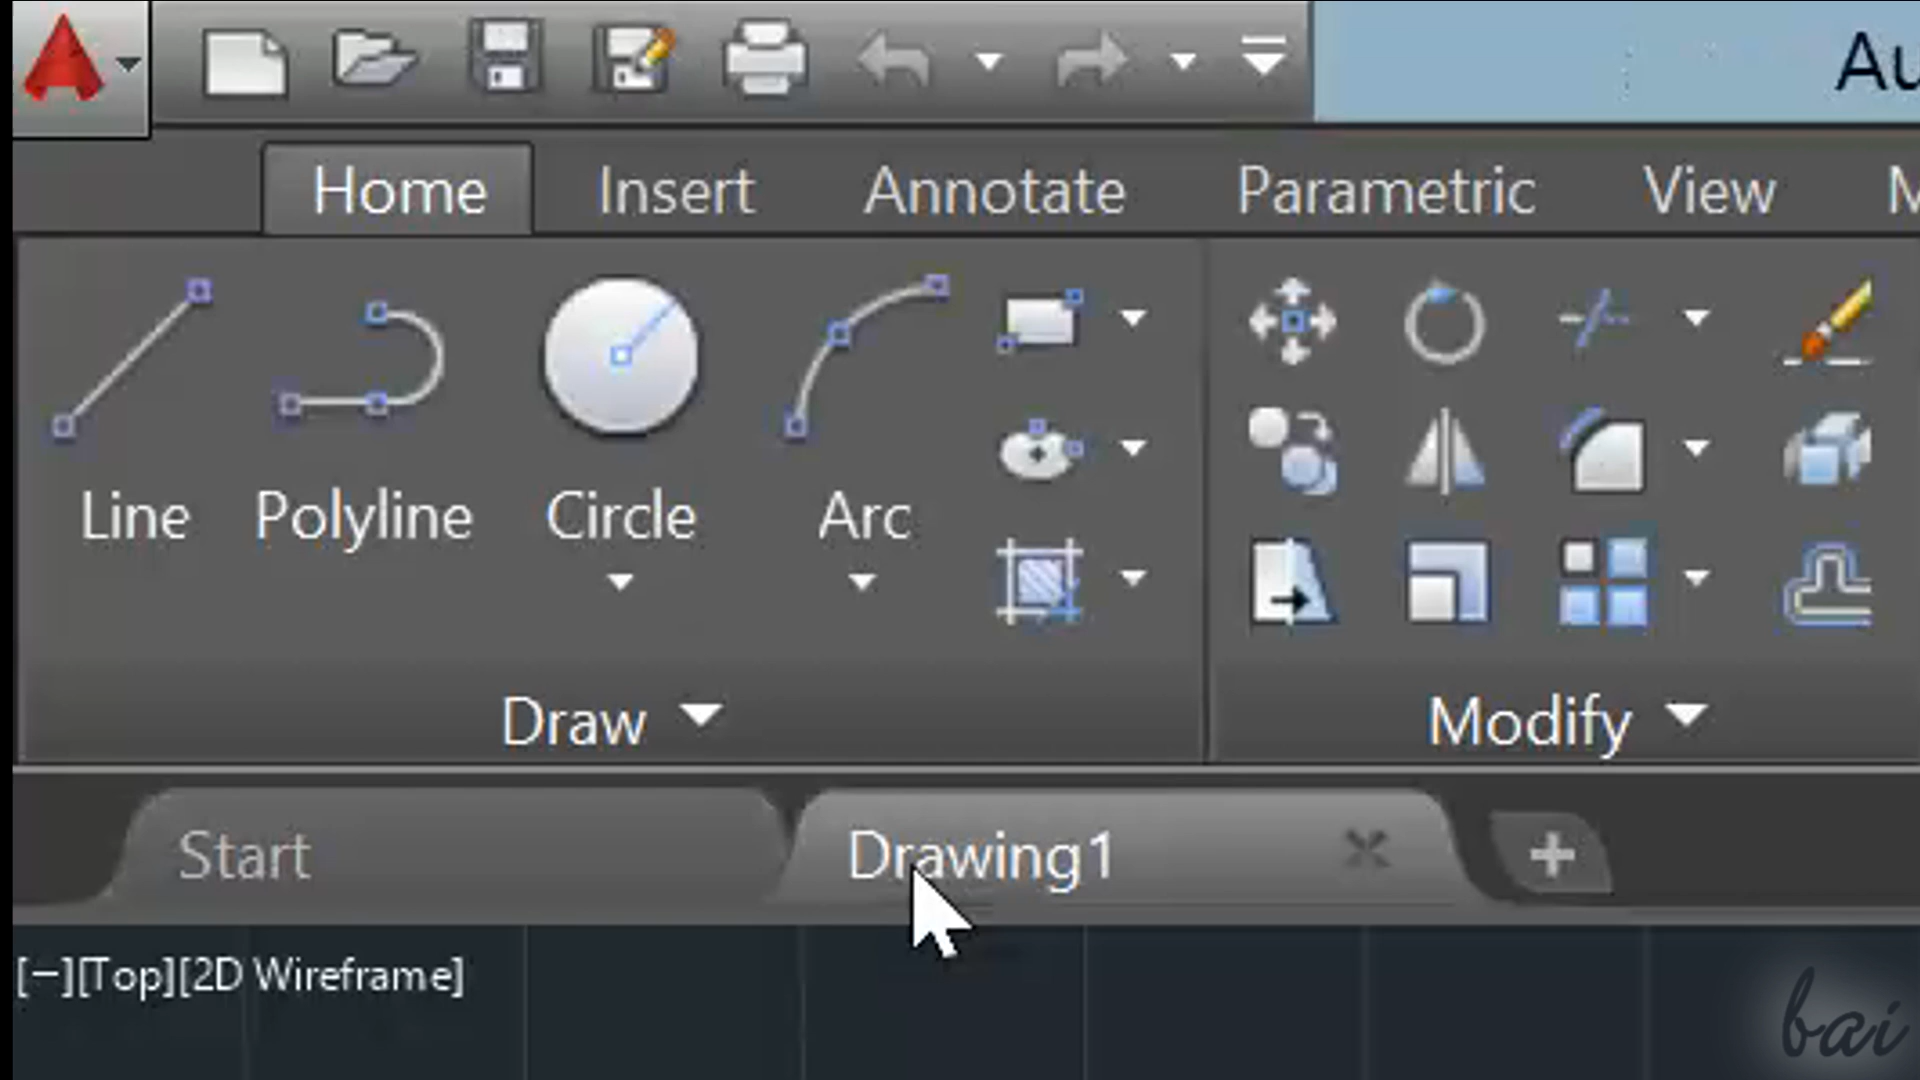 Au
Home Insert Annotate Parametric View M
Line Polyline Circle Arc
Draw Modify
Start Drawing1
[−][Top][2D Wireframe]
bai